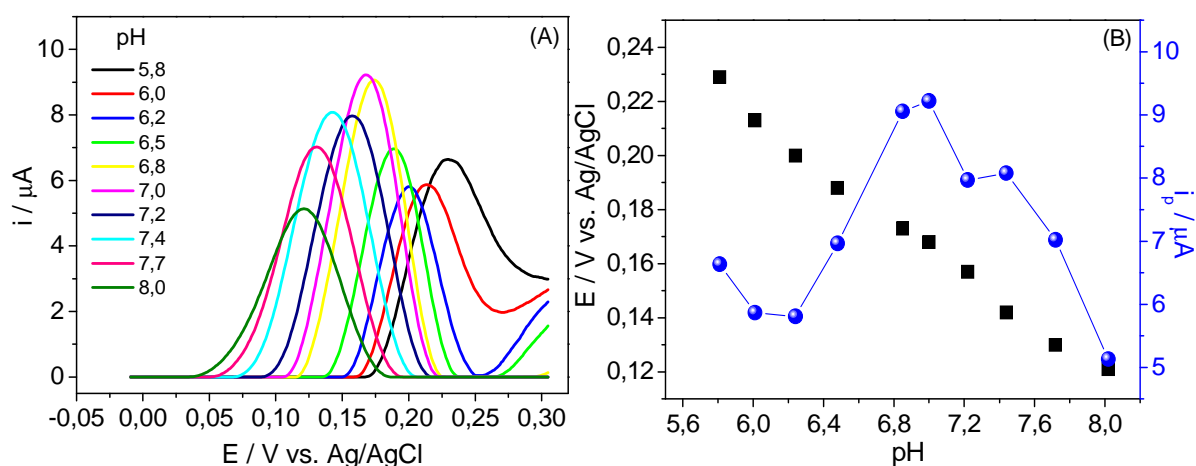 (A)
pH
5,8
6,0
6,2
6,5
6,8
7,0
7,2
7,4
7,7
8,0
10
8
6
4
2
0
i / μA
-0,05 0,00 0,05 0,10 0,15 0,20 0,25 0,30
E / V vs. Ag/AgCl
(B)
0,24
0,22
0,20
0,18
0,16
0,14
0,12
E / V vs. Ag/AgCl
10
9
8
7
6
5
i_p / μA
5,6 6,0 6,4 6,8 7,2 7,6 8,0
pH